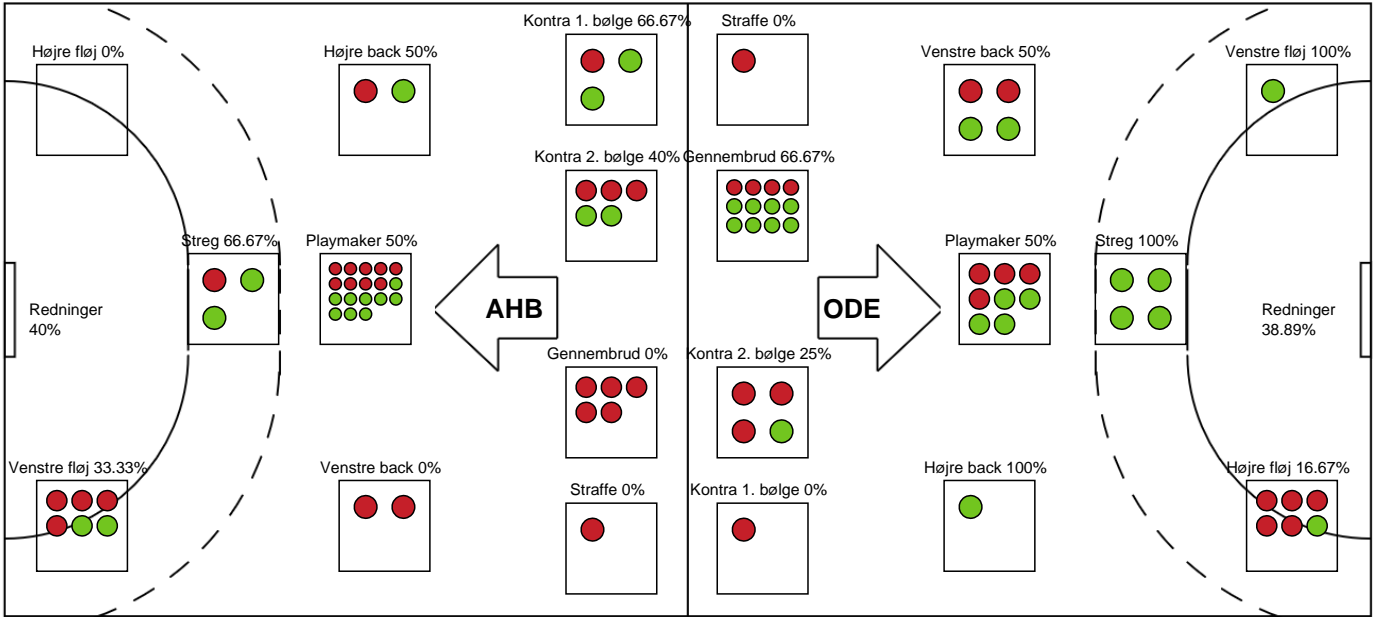 Kontra 1. bølge 66.67%
Straffe 0%
Højre fløj 0%
Højre back 50%
Venstre back 50%
Venstre fløj 100%
Kontra 2. bølge 40%
Gennembrud 66.67%
Streg 66.67%
Playmaker 50%
Playmaker 50%
Streg 100%
Redninger
40%
AHB
ODE
Redninger
38.89%
Gennembrud 0%
Kontra 2. bølge 25%
Venstre fløj 33.33%
Venstre back 0%
Højre back 100%
Højre fløj 16.67%
Straffe 0%
Kontra 1. bølge 0%